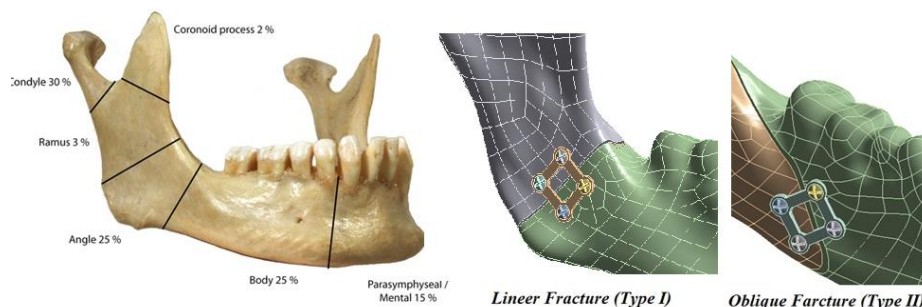 Coronoid process 2 %
Condyle 30 %
Ramus 3 %
Angle 25 %
Body 25 %
Parasymphyseal /
Mental 15 %
Lineer Fracture (Type I)
Oblique Farcture (Type II)